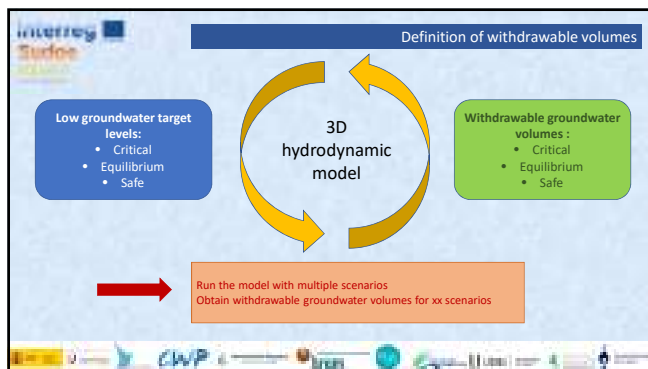 interreg
Sudoe
Definition of withdrawable volumes
Low groundwater target
levels:
• Critical
• Equilibrium
• Safe
3D
hydrodynamic
model
Withdrawable groundwater
volumes :
• Critical
• Equilibrium
• Safe
Run the model with multiple scenarios
Obtain withdrawable groundwater volumes for xx scenarios
CWP